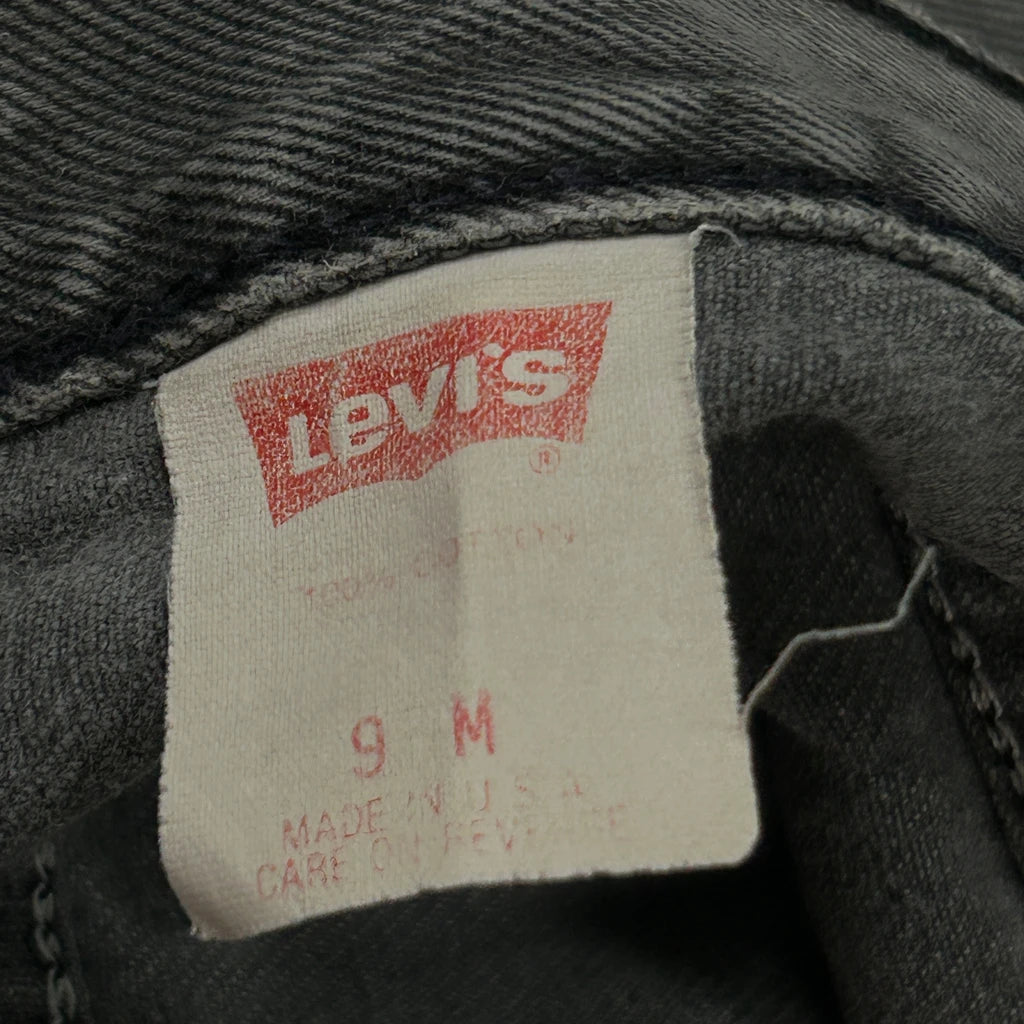 Levi's
®
100% COTTON
9 M
MADE IN U S A
CARE ON REVERSE